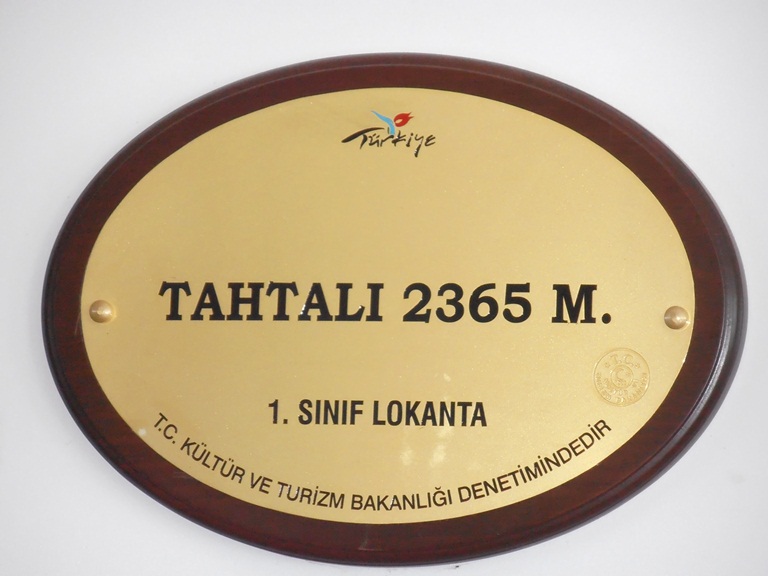 Türkiye
TAHTALI 2365 M.
1. SINIF LOKANTA
T.C. KÜLTÜR VE TURİZM BAKANLIĞI DENETİMİNDEDİR